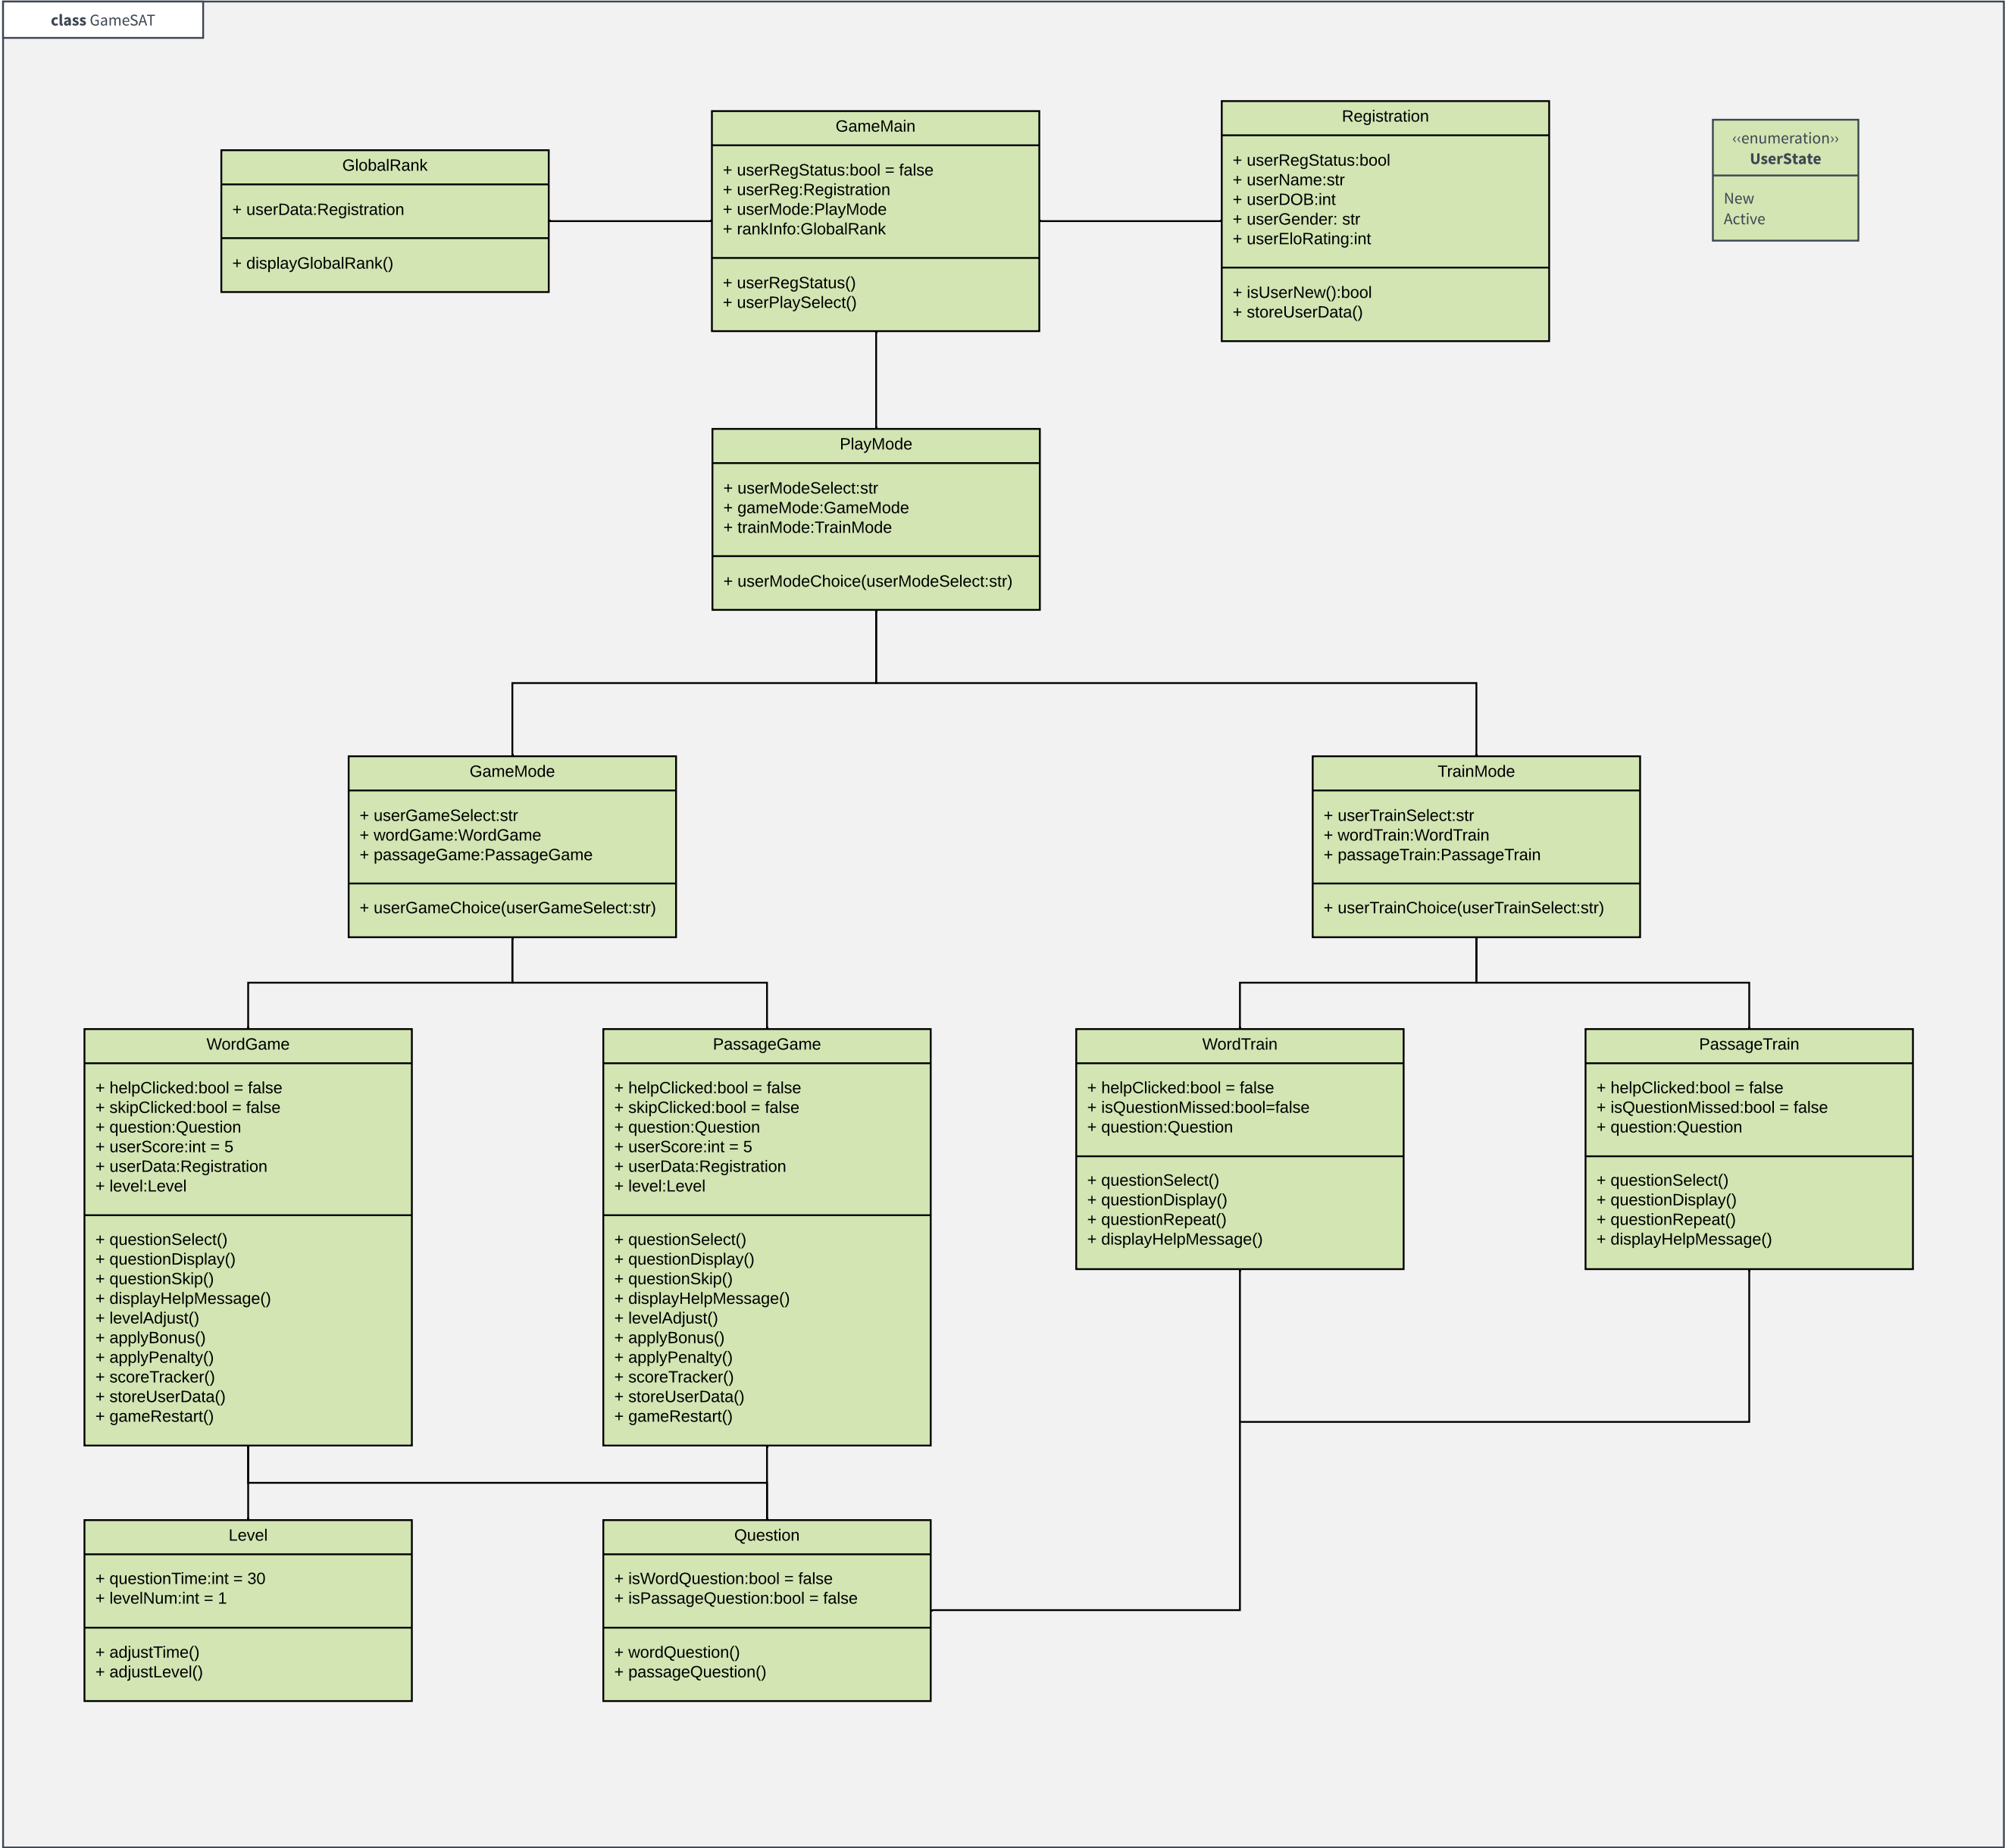 class GameSAT
GlobalRank
+ userData:Registration
+ displayGlobalRank()
GameMain
+ userRegStatus:bool = false
+ userReg:Registration
+ userMode:PlayMode
+ rankInfo:GlobalRank
+ userRegStatus()
+ userPlaySelect()
Registration
+ userRegStatus:bool
+ userName:str
+ userDOB:int
+ userGender: str
+ userEloRating:int
+ isUserNew():bool
+ storeUserData()
‹‹enumeration››
UserState
New
Active
PlayMode
+ userModeSelect:str
+ gameMode:GameMode
+ trainMode:TrainMode
+ userModeChoice(userModeSelect:str)
GameMode
+ userGameSelect:str
+ wordGame:WordGame
+ passageGame:PassageGame
+ userGameChoice(userGameSelect:str)
TrainMode
+ userTrainSelect:str
+ wordTrain:WordTrain
+ passageTrain:PassageTrain
+ userTrainChoice(userTrainSelect:str)
WordGame
+ helpClicked:bool = false
+ skipClicked:bool = false
+ question:Question
+ userScore:int = 5
+ userData:Registration
+ level:Level
+ questionSelect()
+ questionDisplay()
+ questionSkip()
+ displayHelpMessage()
+ levelAdjust()
+ applyBonus()
+ applyPenalty()
+ scoreTracker()
+ storeUserData()
+ gameRestart()
PassageGame
+ helpClicked:bool = false
+ skipClicked:bool = false
+ question:Question
+ userScore:int = 5
+ userData:Registration
+ level:Level
+ questionSelect()
+ questionDisplay()
+ questionSkip()
+ displayHelpMessage()
+ levelAdjust()
+ applyBonus()
+ applyPenalty()
+ scoreTracker()
+ storeUserData()
+ gameRestart()
WordTrain
+ helpClicked:bool = false
+ isQuestionMissed:bool=false
+ question:Question
+ questionSelect()
+ questionDisplay()
+ questionRepeat()
+ displayHelpMessage()
PassageTrain
+ helpClicked:bool = false
+ isQuestionMissed:bool = false
+ question:Question
+ questionSelect()
+ questionDisplay()
+ questionRepeat()
+ displayHelpMessage()
Level
+ questionTime:int = 30
+ levelNum:int = 1
+ adjustTime()
+ adjustLevel()
Question
+ isWordQuestion:bool = false
+ isPassageQuestion:bool = false
+ wordQuestion()
+ passageQuestion()